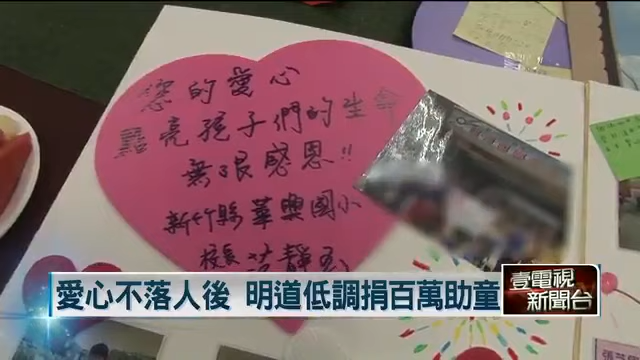 您的愛心
點亮孩子們的生命
無限感恩!!
新竹縣華興國小
校長
愛心不落人後 明道低調捐百萬助童
壹電視
新聞台